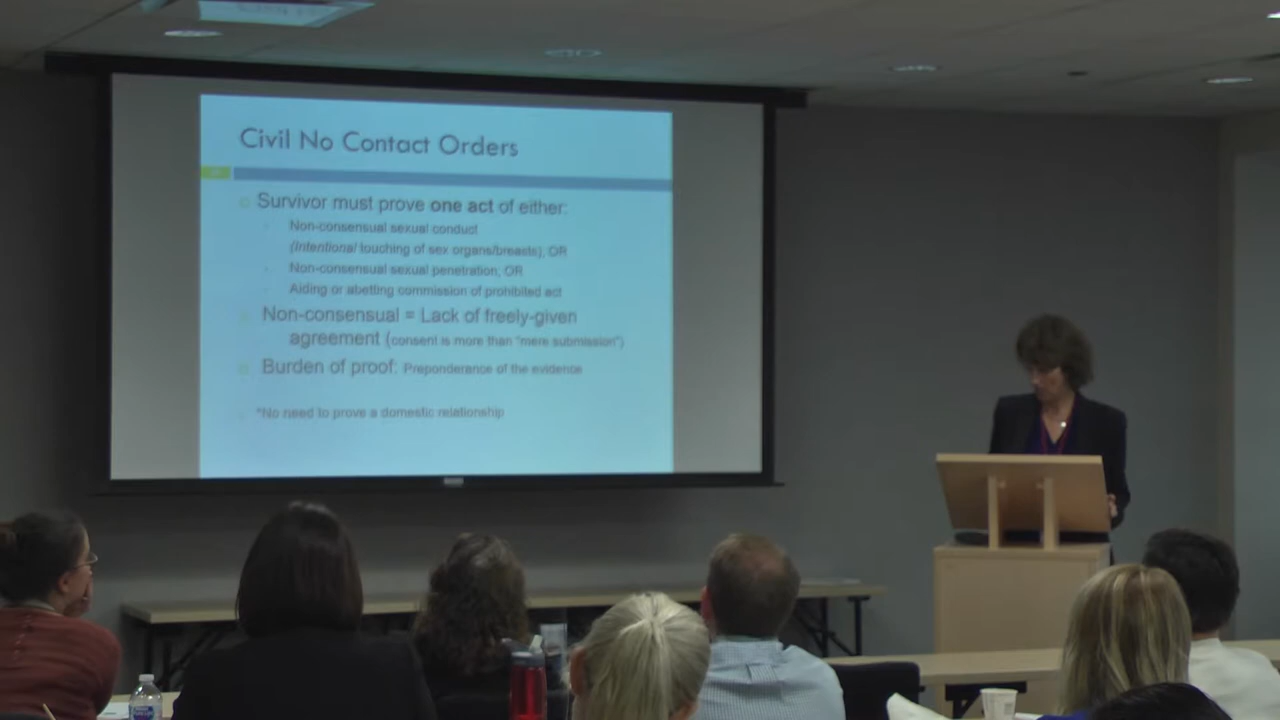 Civil No Contact Orders
Survivor must prove one act of either:
Non-consensual sexual conduct
(Intentional touching of sex organs/breasts); OR
Non-consensual sexual penetration; OR
Aiding or abetting commission of prohibited act
Non-consensual = Lack of freely-given
agreement (consent is more than "mere submission")
Burden of proof: Preponderance of the evidence
*No need to prove a domestic relationship